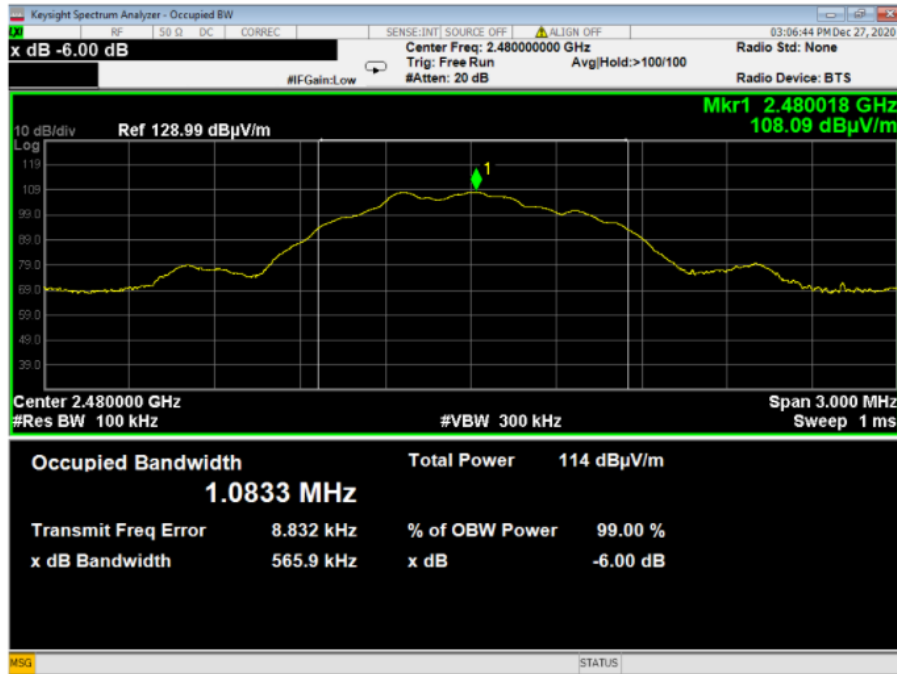 Keysight Spectrum Analyzer - Occupied BW
LXI RF 50 Ω DC CORREC SENSE:INT SOURCE OFF ALIGN OFF 03:06:44 PM Dec 27, 2020
x dB -6.00 dB
Center Freq: 2.480000000 GHz Radio Std: None
Trig: Free Run Avg|Hold:>100/100
#IFGain:Low #Atten: 20 dB Radio Device: BTS
Mkr1 2.480018 GHz
10 dB/div Ref 128.99 dBµV/m 108.09 dBµV/m
Log
119
109
99.0
89.0
79.0
69.0
59.0
49.0
39.0
1
Center 2.480000 GHz Span 3.000 MHz
#Res BW 100 kHz #VBW 300 kHz Sweep 1 ms
Occupied Bandwidth Total Power 114 dBµV/m
1.0833 MHz
Transmit Freq Error 8.832 kHz % of OBW Power 99.00 %
x dB Bandwidth 565.9 kHz x dB -6.00 dB
MSG STATUS